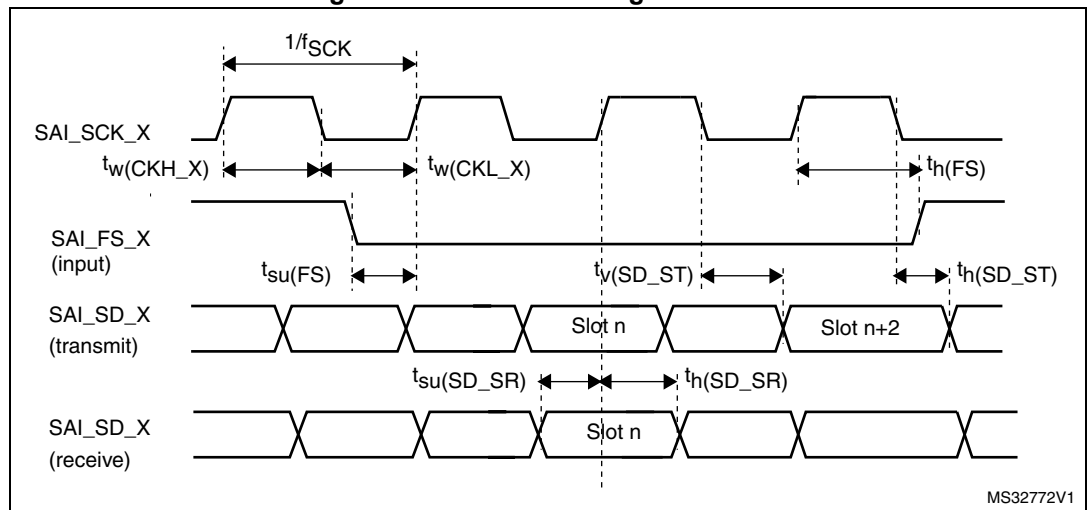 1/fSCK
SAI_SCK_X
tw(CKH_X)
tw(CKL_X)
th(FS)
SAI_FS_X
(input)
tsu(FS)
tv(SD_ST)
th(SD_ST)
SAI_SD_X
(transmit)
Slot n
Slot n+2
tsu(SD_SR)
th(SD_SR)
SAI_SD_X
(receive)
Slot n
MS32772V1